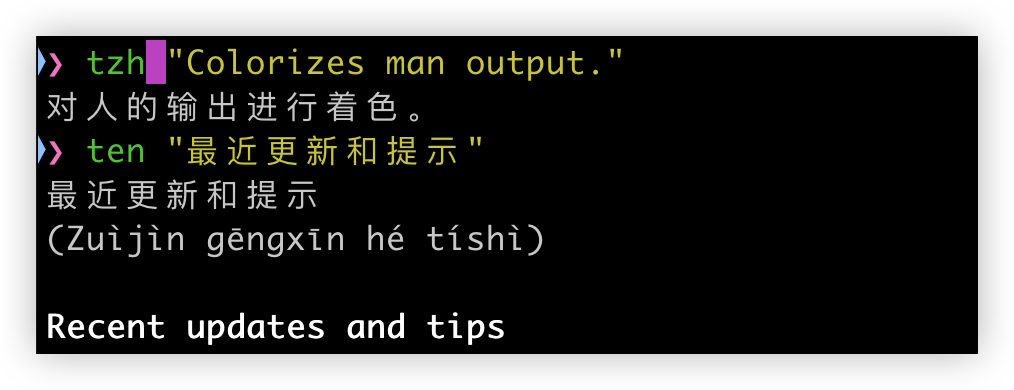 ❯ tzh "Colorizes man output."
对人的输出进行着色。
❯ ten "最近更新和提示"
最近更新和提示
(Zuìjìn gēngxīn hé tíshì)
Recent updates and tips